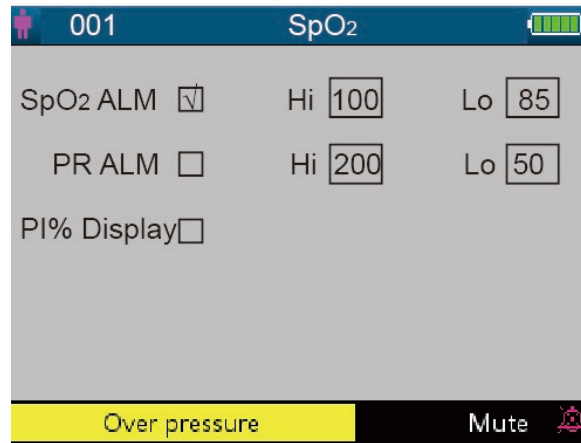 001 SpO₂
SpO₂ ALM √ Hi 100 Lo 85
PR ALM Hi 200 Lo 50
PI% Display
Over pressure Mute